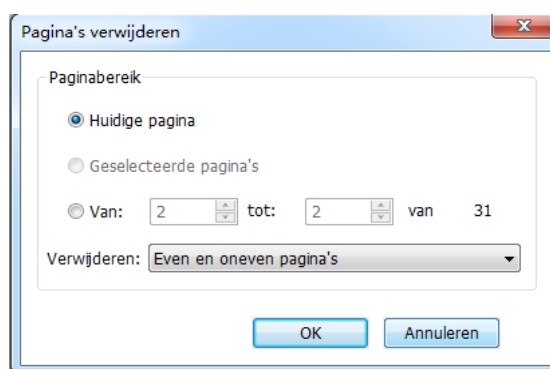 Pagina's verwijderen
Paginabereik
Huidige pagina
Geselecteerde pagina's
Van: 2 tot: 2 van 31
Verwijderen: Even en oneven pagina's
OK Annuleren